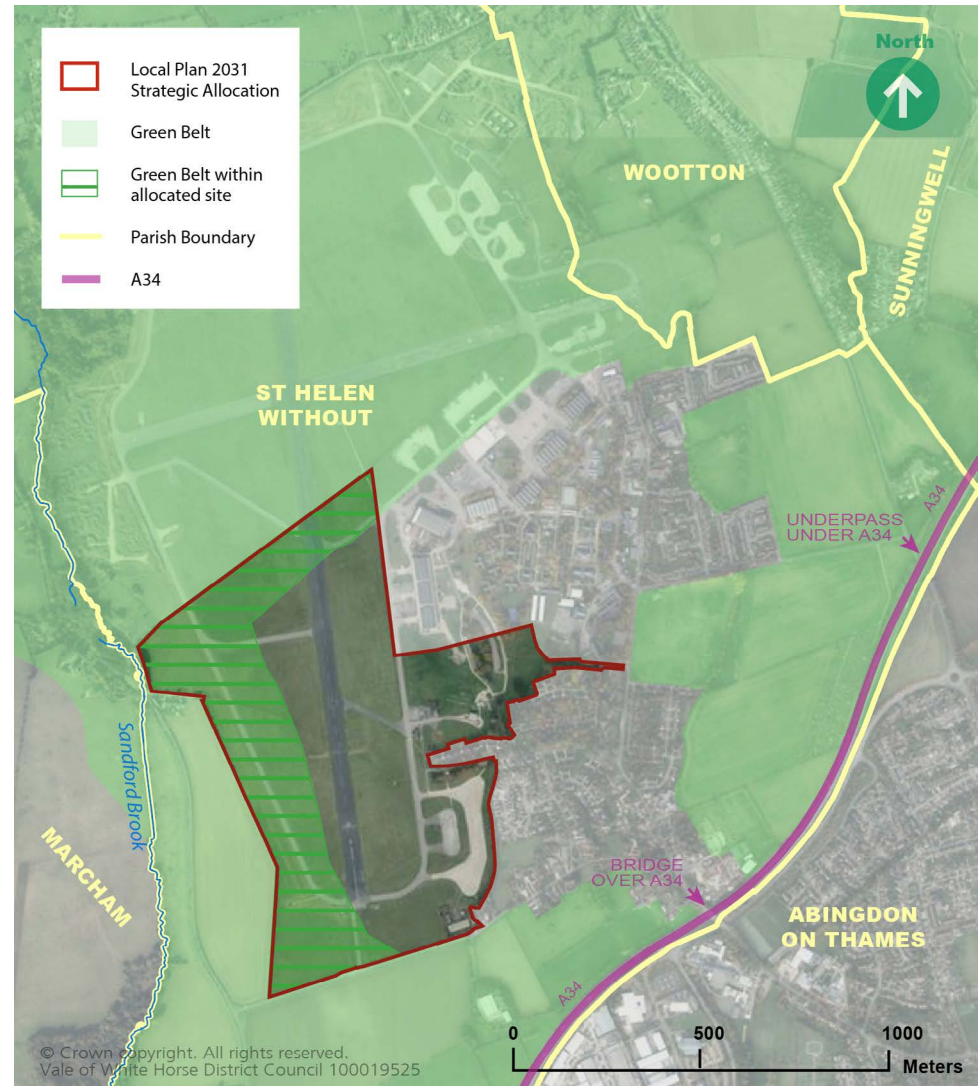 Local Plan 2031
Strategic Allocation
Green Belt
Green Belt within
allocated site
Parish Boundary
A34
North
WOOTTON
SUNNINGWELL
ST HELEN
WITHOUT
A34
UNDERPASS
UNDER A34
Sandford Brook
MARCHAM
BRIDGE
OVER A34
ABINGDON
ON THAMES
A34
0 500 1000
Meters
© Crown copyright. All rights reserved.
Vale of White Horse District Council 100019525